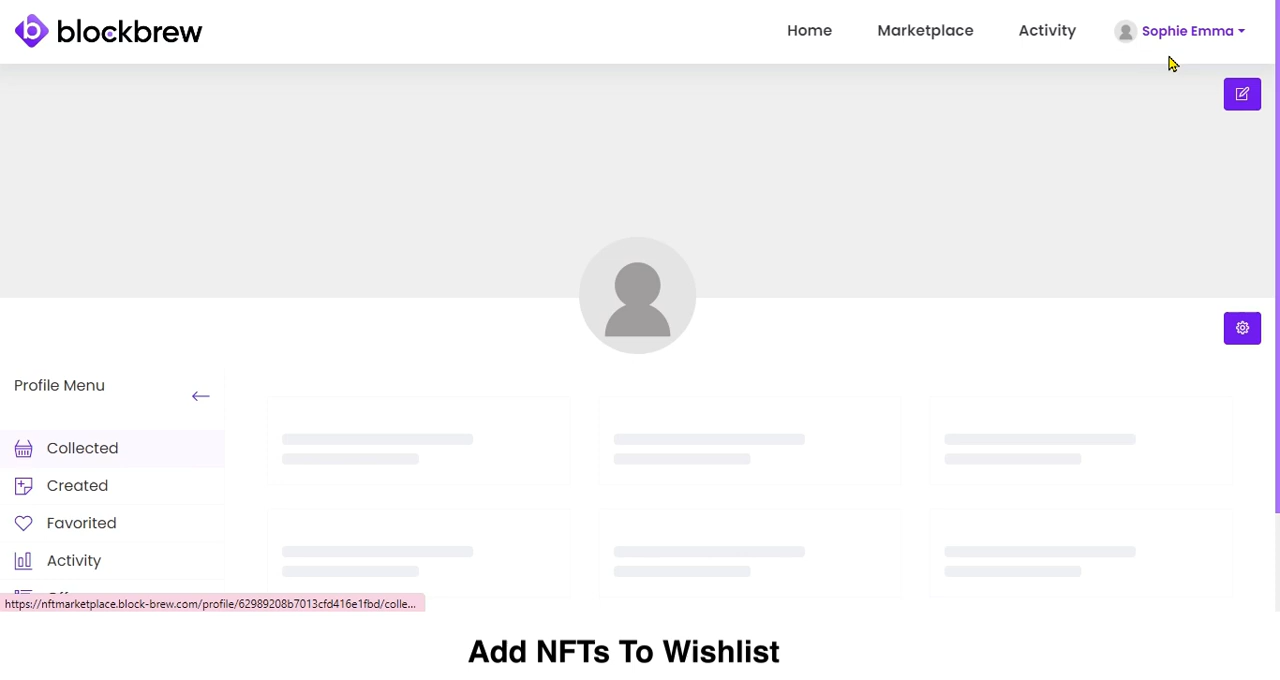 blockbrew
Home Marketplace Activity Sophie Emma
Profile Menu
Collected
Created
Favorited
Activity
https://nftmarketplace.block-brew.com/profile/62989208b7013cfd416e1fbd/colle...
Add NFTs To Wishlist